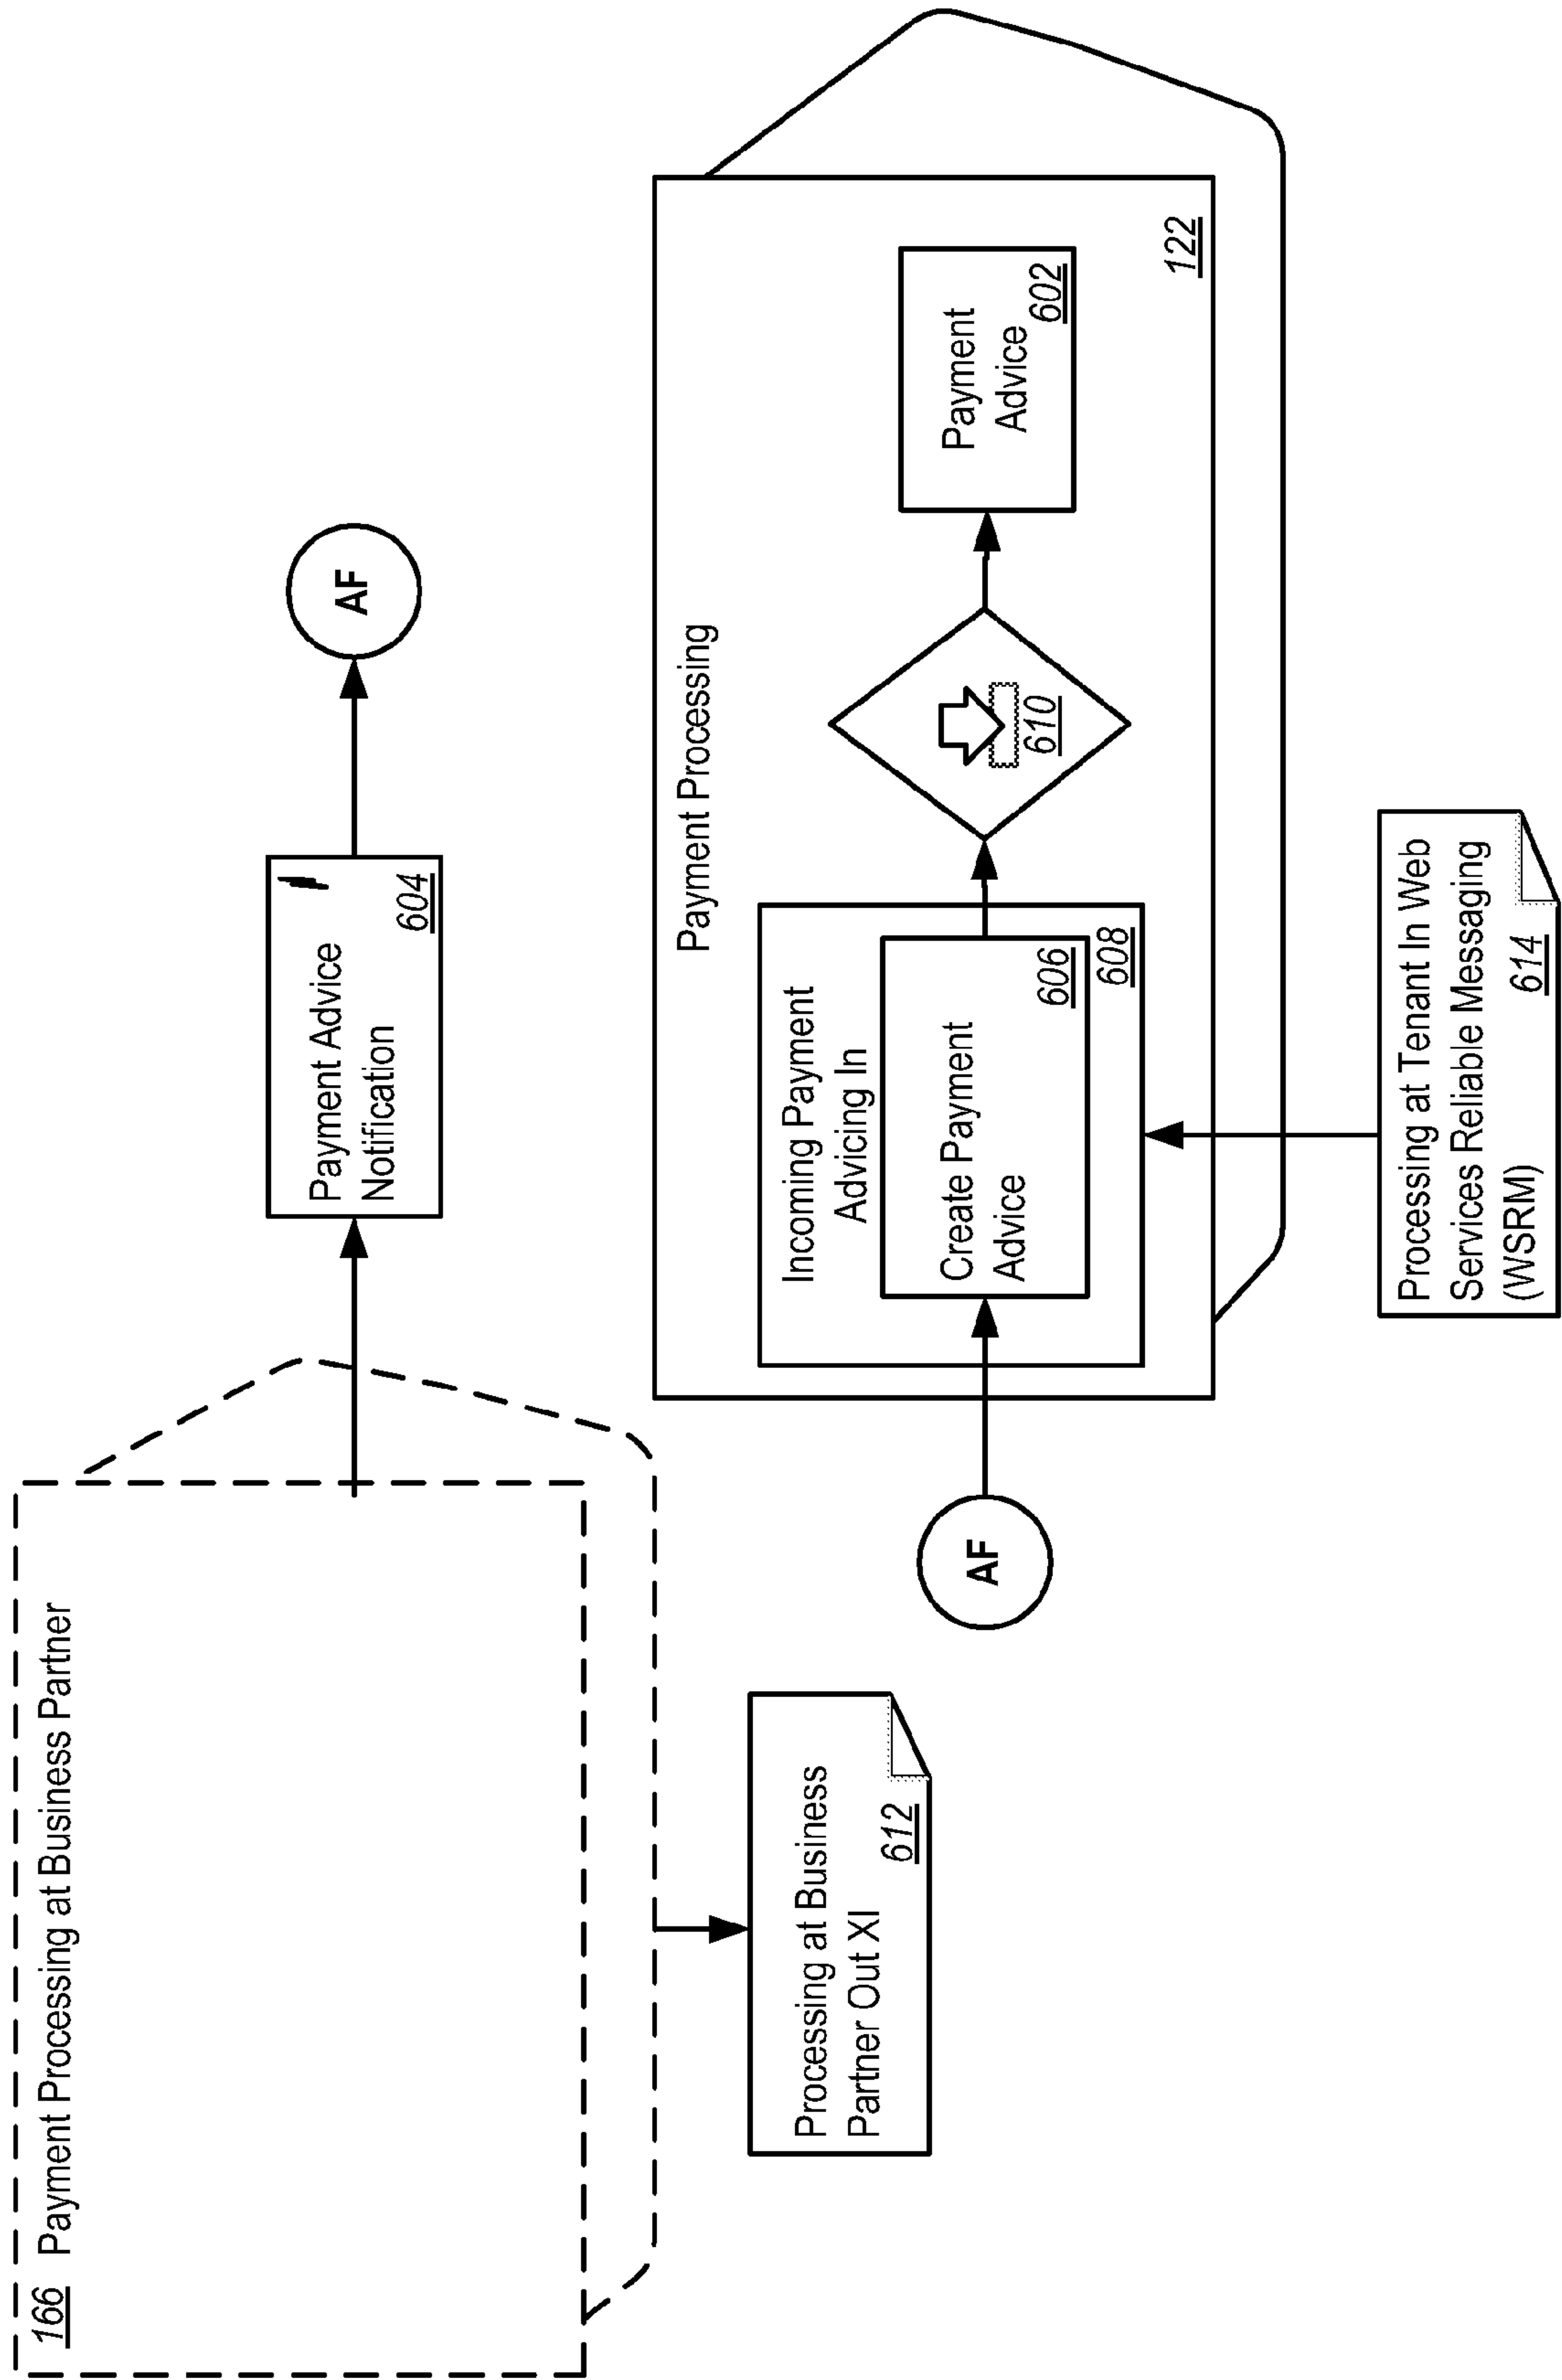 166 Payment Processing at Business Partner
Payment Advice
Notification
604
AF
Processing at Business
Partner Out XI
612
AF
Payment Processing
Incoming Payment
Advicing In
Create Payment
Advice
606
608
610
Payment
Advice
602
122
Processing at Tenant In Web
Services Reliable Messaging
(WSRM)
614